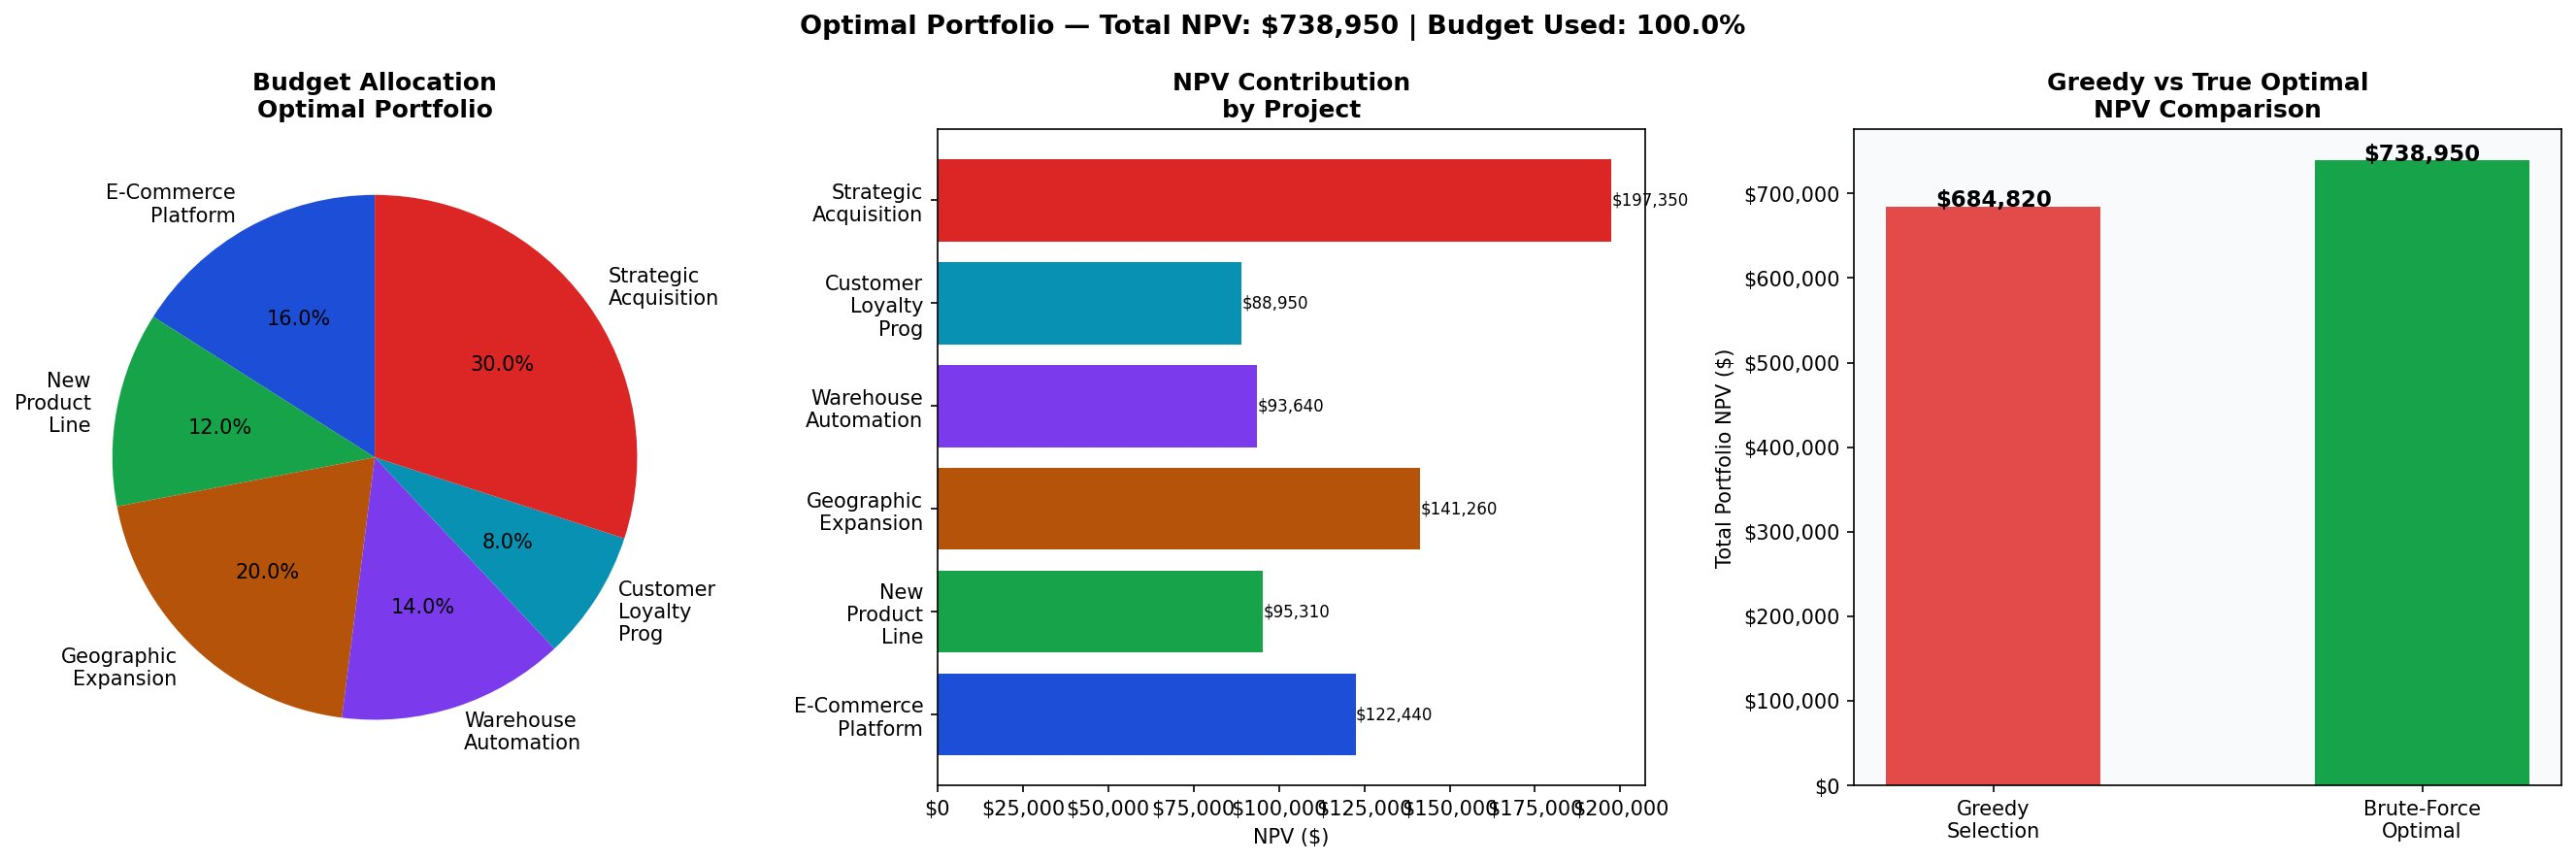 Optimal Portfolio — Total NPV: $738,950 | Budget Used: 100.0%
Budget Allocation
Optimal Portfolio
E-Commerce
Platform
Strategic
Acquisition
16.0%
30.0%
New
Product
Line
12.0%
8.0%
20.0%
14.0%
Customer
Loyalty
Prog
Geographic
Expansion
Warehouse
Automation
NPV Contribution
by Project
Strategic
Acquisition
$197,350
Customer
Loyalty
Prog
$88,950
Warehouse
Automation
$93,640
Geographic
Expansion
$141,260
New
Product
Line
$95,310
E-Commerce
Platform
$122,440
$0 $25,000 $50,000 $75,000 $100,000 $125,000 $150,000 $175,000 $200,000
NPV ($)
Greedy vs True Optimal
NPV Comparison
$738,950
$684,820
$700,000
$600,000
$500,000
$400,000
$300,000
$200,000
$100,000
$0
Total Portfolio NPV ($)
Greedy
Selection
Brute-Force
Optimal